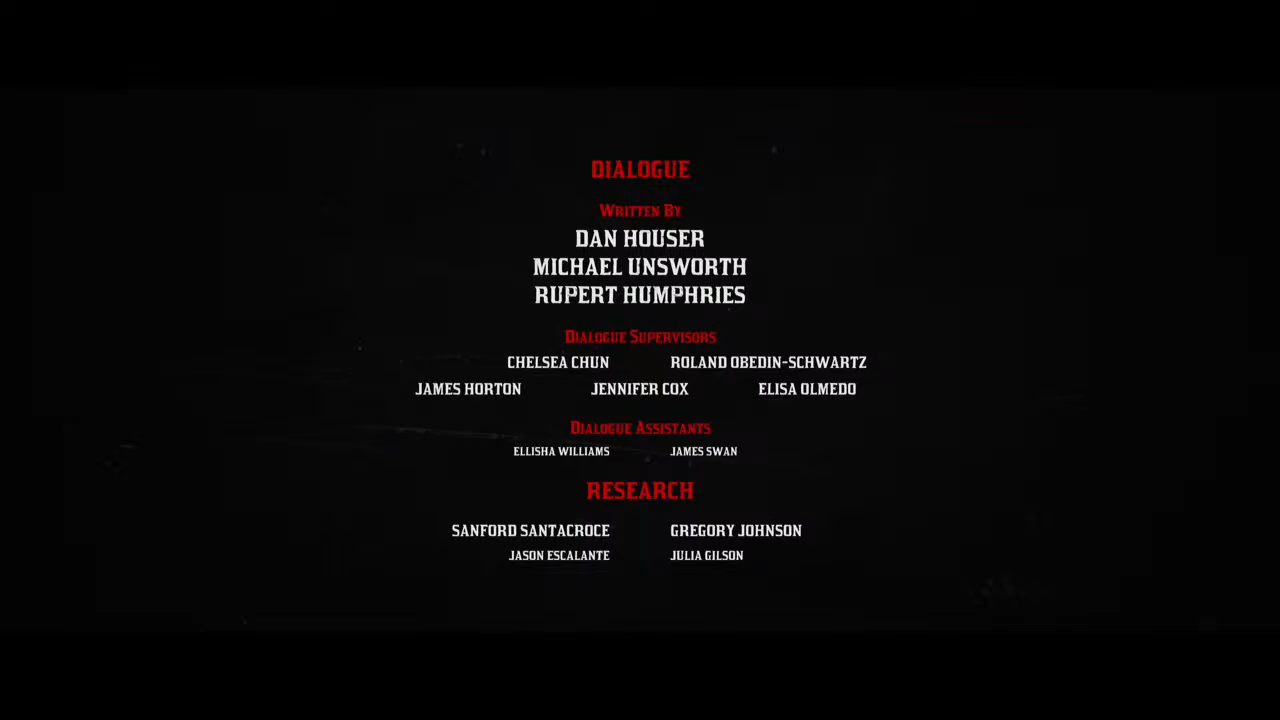 DIALOGUE
WRITTEN BY
DAN HOUSER
MICHAEL UNSWORTH
RUPERT HUMPHRIES
DIALOGUE SUPERVISORS
CHELSEA CHUN ROLAND OBEDIN-SCHWARTZ
JAMES HORTON JENNIFER COX ELISA OLMEDO
DIALOGUE ASSISTANTS
ELLISHA WILLIAMS JAMES SWAN
RESEARCH
SANFORD SANTACROCE GREGORY JOHNSON
JASON ESCALANTE JULIA GILSON